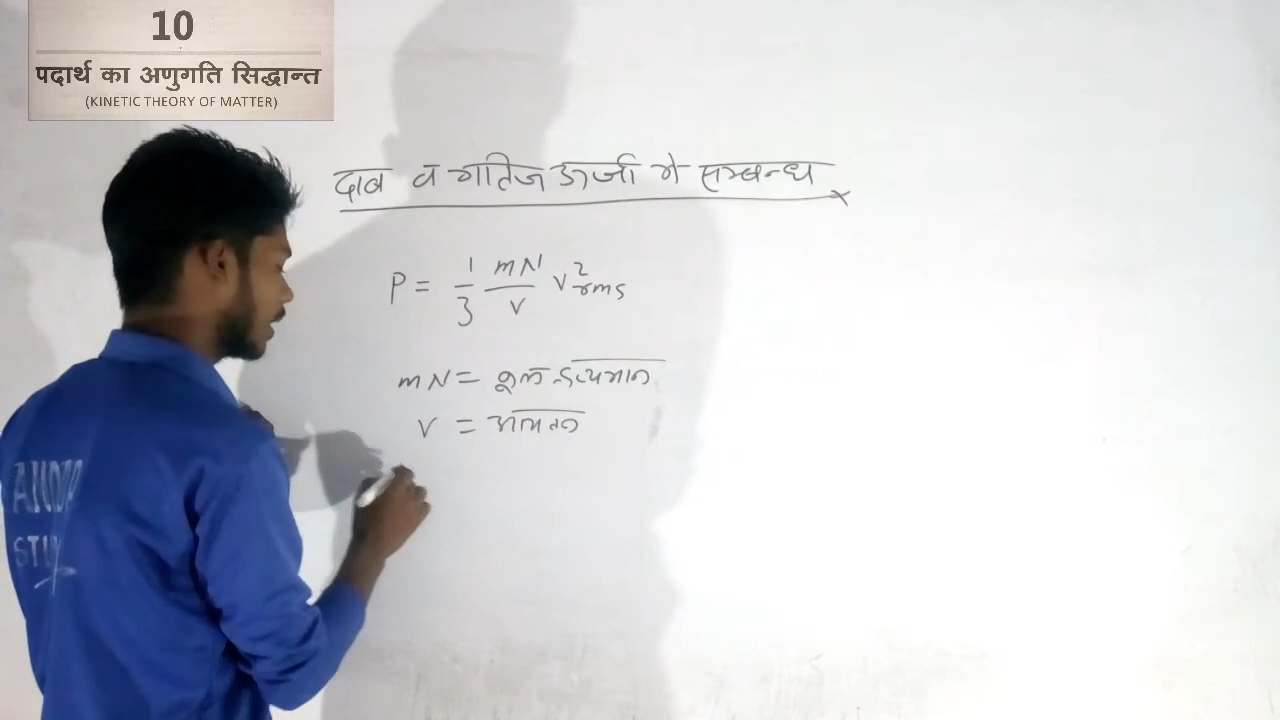 10
पदार्थ का अणुगति सिद्धान्त
(KINETIC THEORY OF MATTER)
दाब व गतिज ऊर्जा मे सम्बन्ध
P = 1/3 mN/V v²rms
mN = कुल द्रव्यमान
V = आयतन